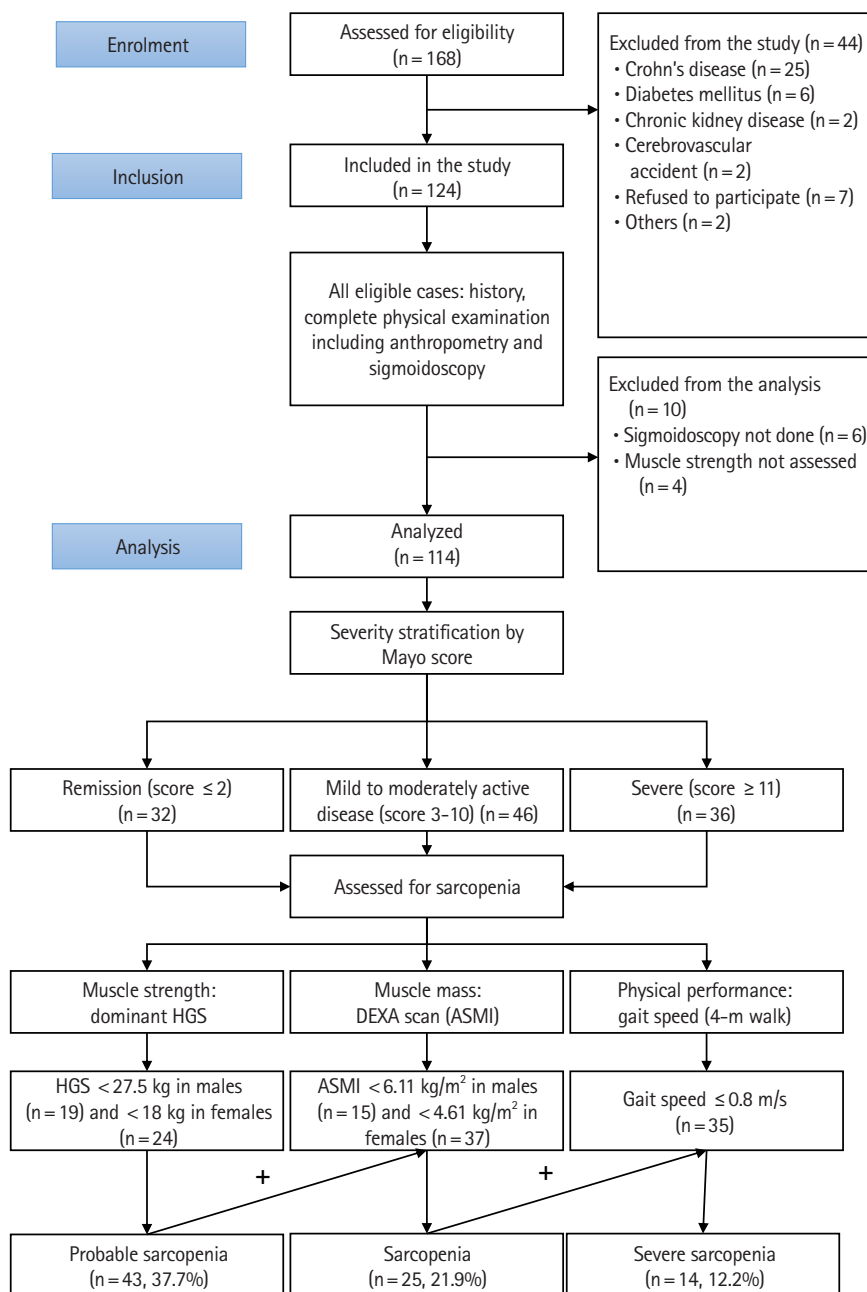 Enrolment
Assessed for eligibility
(n = 168)
Excluded from the study (n = 44)
• Crohn's disease (n = 25)
• Diabetes mellitus (n = 6)
• Chronic kidney disease (n = 2)
• Cerebrovascular
accident (n = 2)
• Refused to participate (n = 7)
• Others (n = 2)
Inclusion
Included in the study
(n = 124)
All eligible cases: history,
complete physical examination
including anthropometry and
sigmoidoscopy
Excluded from the analysis
(n = 10)
• Sigmoidoscopy not done (n = 6)
• Muscle strength not assessed
(n = 4)
Analysis
Analyzed
(n = 114)
Severity stratification by
Mayo score
Remission (score ≤ 2)
(n = 32)
Mild to moderately active
disease (score 3-10) (n = 46)
Severe (score ≥ 11)
(n = 36)
Assessed for sarcopenia
Muscle strength:
dominant HGS
Muscle mass:
DEXA scan (ASMI)
Physical performance:
gait speed (4-m walk)
HGS < 27.5 kg in males
(n = 19) and < 18 kg in females
(n = 24)
ASMI < 6.11 kg/m² in males
(n = 15) and < 4.61 kg/m² in
females (n = 37)
Gait speed ≤ 0.8 m/s
(n = 35)
+
+
Probable sarcopenia
(n = 43, 37.7%)
Sarcopenia
(n = 25, 21.9%)
Severe sarcopenia
(n = 14, 12.2%)